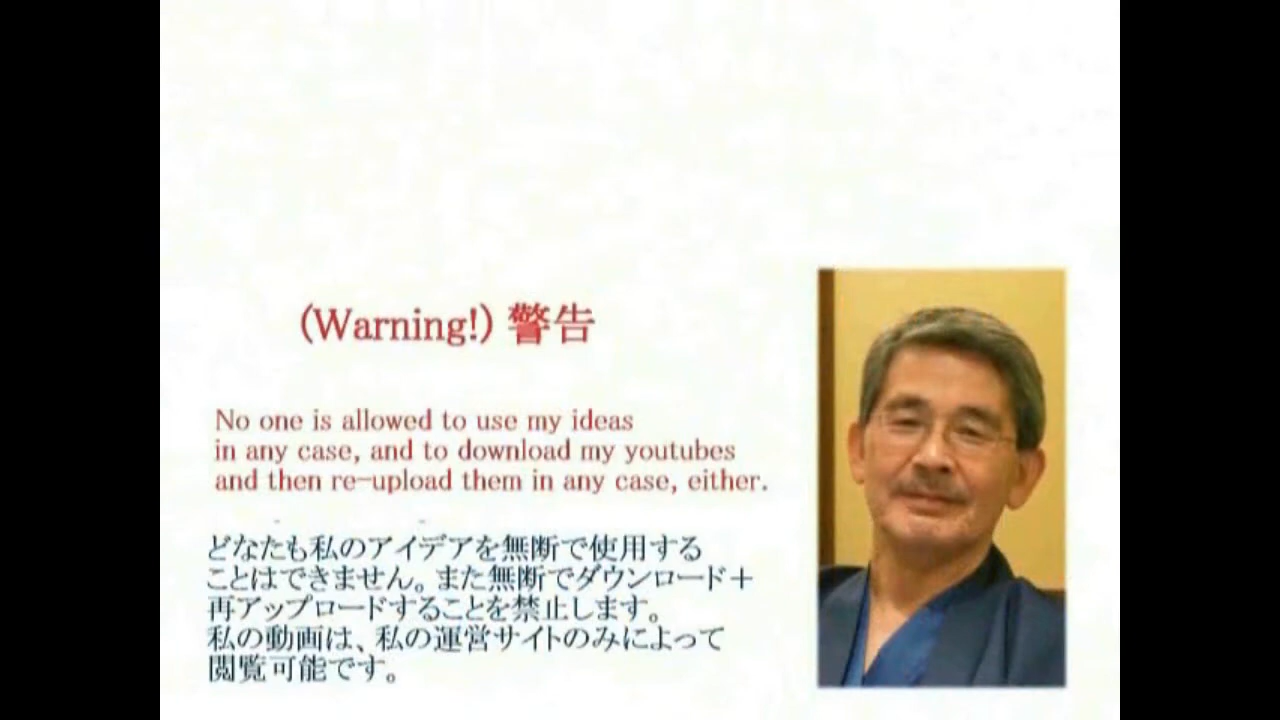 (Warning!) 警告
No one is allowed to use my ideas
in any case, and to download my youtubes
and then re-upload them in any case, either.
どなたも私のアイデアを無断で使用する
ことはできません。また無断でダウンロード＋
再アップロードすることを禁止します。
私の動画は、私の運営サイトのみによって
閲覧可能です。